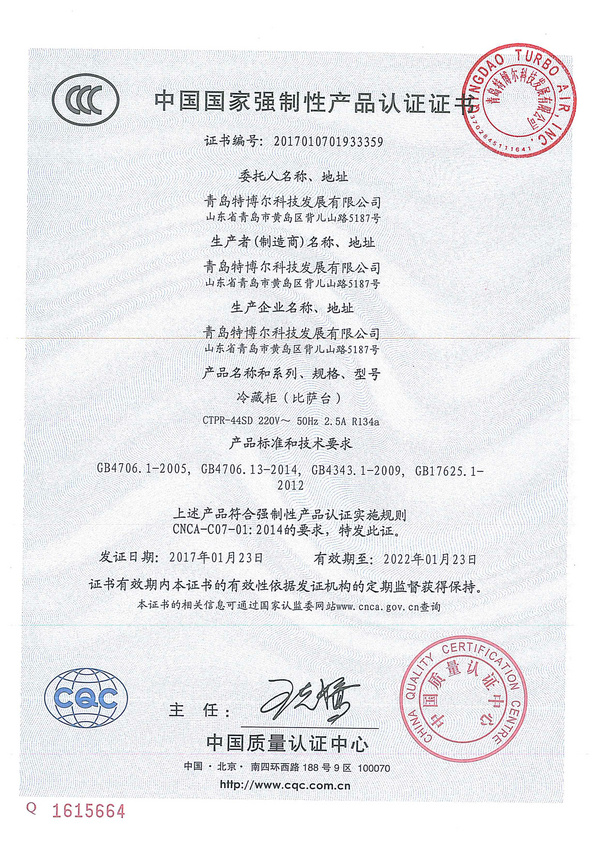 中国国家强制性产品认证证书
QINGDAO TURBO AIR, INC.
青岛特博尔科技发展有限公司
3702845111641
证书编号：2017010701933359
委托人名称、地址
青岛特博尔科技发展有限公司
山东省青岛市黄岛区背儿山路5187号
生产者(制造商)名称、地址
青岛特博尔科技发展有限公司
山东省青岛市黄岛区背儿山路5187号
生产企业名称、地址
青岛特博尔科技发展有限公司
山东省青岛市黄岛区背儿山路5187号
产品名称和系列、规格、型号
冷藏柜（比萨台）
CTPR-44SD 220V～ 50Hz 2.5A R134a
产品标准和技术要求
GB4706.1-2005, GB4706.13-2014, GB4343.1-2009, GB17625.1-
2012
上述产品符合强制性产品认证实施规则
CNCA-C07-01:2014的要求，特发此证。
发证日期：2017年01月23日 有效期至：2022年01月23日
证书有效期内本证书的有效性依据发证机构的定期监督获得保持。
本证书的相关信息可通过国家认监委网站www.cnca.gov.cn查询
CQC
主 任：
CHINA QUALITY CERTIFICATION CENTRE
中国质量认证中心
中国质量认证中心
中国・北京・南四环西路 188 号 9 区 100070
http://www.cqc.com.cn
Q 1615664